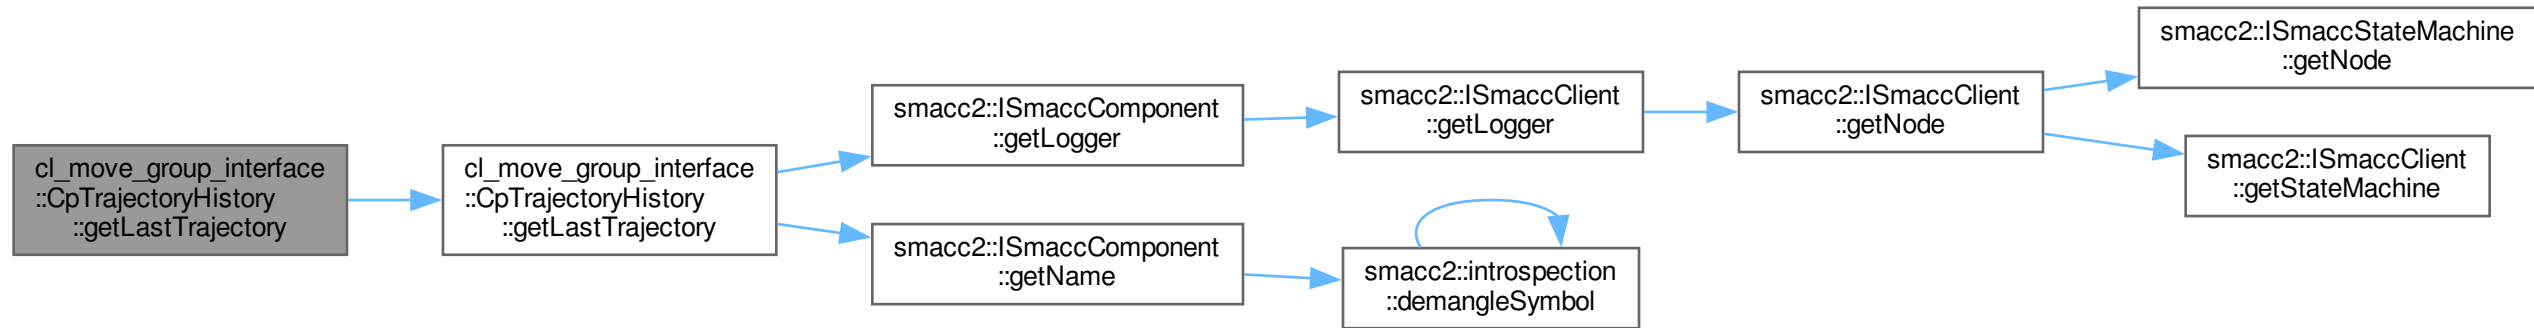 cl_move_group_interface
::CpTrajectoryHistory
::getLastTrajectory
cl_move_group_interface
::CpTrajectoryHistory
::getLastTrajectory
smacc2::ISmaccComponent
::getLogger
smacc2::ISmaccClient
::getLogger
smacc2::ISmaccClient
::getNode
smacc2::ISmaccStateMachine
::getNode
smacc2::ISmaccClient
::getStateMachine
smacc2::ISmaccComponent
::getName
smacc2::introspection
::demangleSymbol